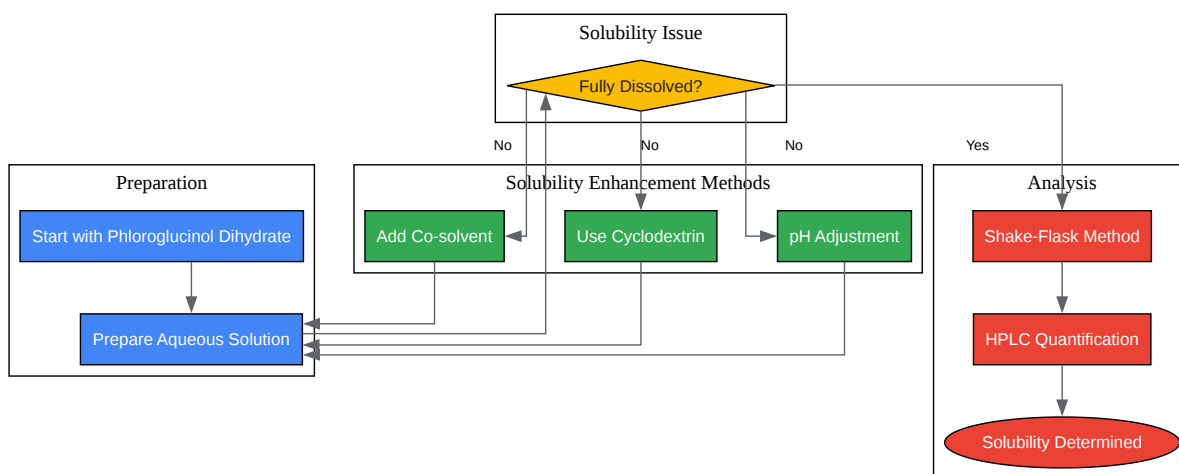 Solubility Issue
Fully Dissolved?
No
No
No
Yes
Preparation
Start with Phloroglucinol Dihydrate
Prepare Aqueous Solution
Solubility Enhancement Methods
Add Co-solvent
Use Cyclodextrin
pH Adjustment
Analysis
Shake-Flask Method
HPLC Quantification
Solubility Determined